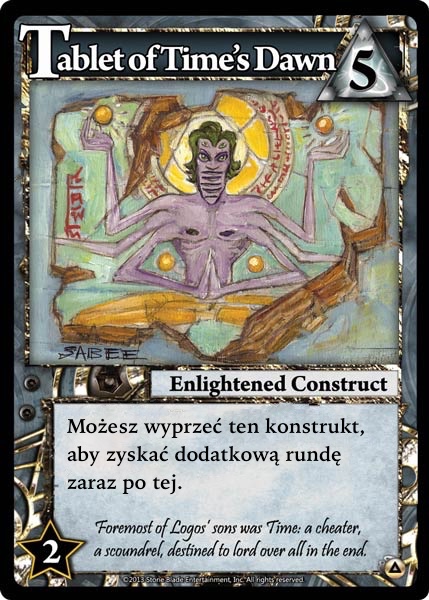 Tablet of Time's Dawn
5
SABEE
Enlightened Construct
Możesz wyprzeć ten konstrukt,
aby zyskać dodatkową rundę
zaraz po tej.
Foremost of Logos' sons was Time: a cheater,
a scoundrel, destined to lord over all in the end.
2
©2013 Stone Blade Entertainment, Inc. All rights reserved.